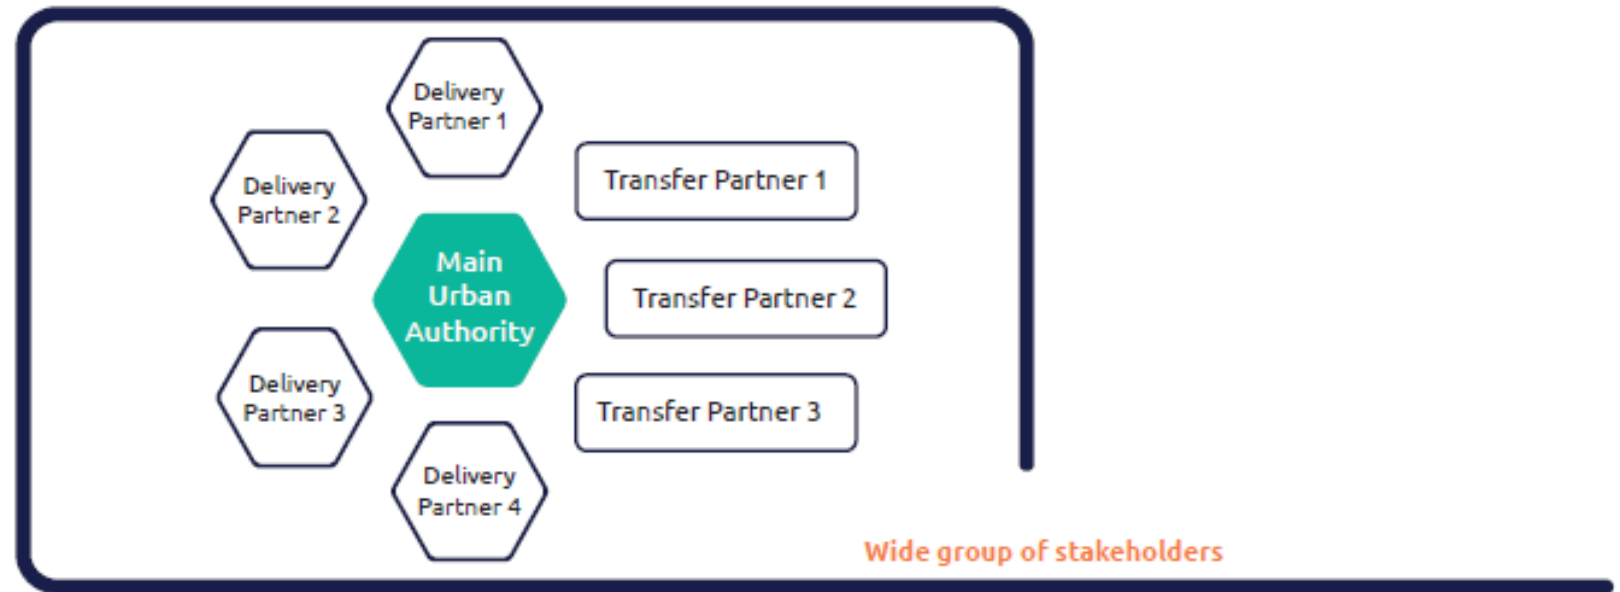 Delivery
Partner 1
Delivery
Partner 2
Main
Urban
Authority
Delivery
Partner 3
Delivery
Partner 4
Transfer Partner 1
Transfer Partner 2
Transfer Partner 3
Wide group of stakeholders